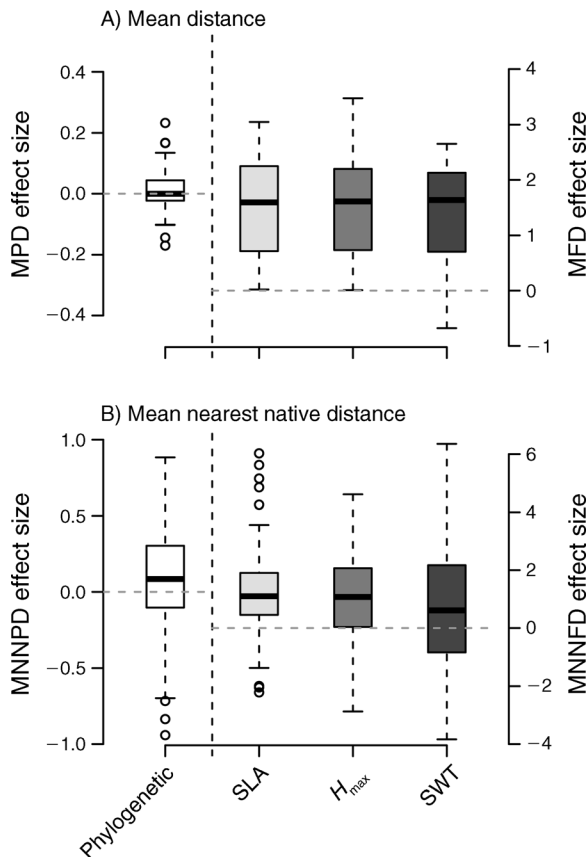 A) Mean distance
MPD effect size
0.4
0.2
0.0
−0.2
−0.4
MFD effect size
4
3
2
1
0
−1
B) Mean nearest native distance
MNNPD effect size
1.0
0.5
0.0
−0.5
−1.0
MNNFD effect size
6
4
2
0
−2
−4
Phylogenetic
SLA
Hmax
SWT